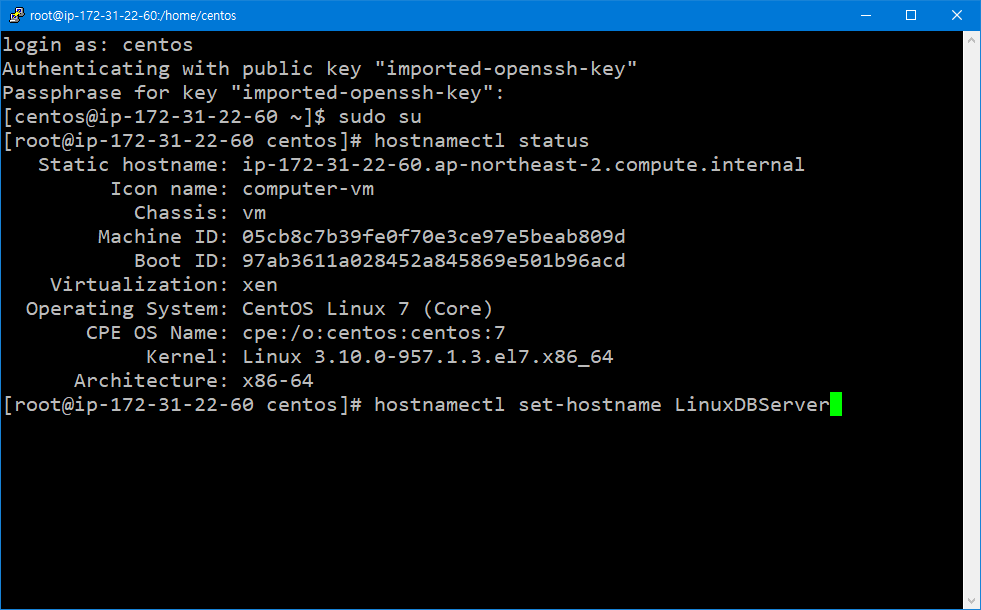 root@ip-172-31-22-60:/home/centos
login as: centos
Authenticating with public key "imported-openssh-key"
Passphrase for key "imported-openssh-key":
[centos@ip-172-31-22-60 ~]$ sudo su
[root@ip-172-31-22-60 centos]# hostnamectl status
   Static hostname: ip-172-31-22-60.ap-northeast-2.compute.internal
         Icon name: computer-vm
           Chassis: vm
        Machine ID: 05cb8c7b39fe0f70e3ce97e5beab809d
           Boot ID: 97ab3611a028452a845869e501b96acd
    Virtualization: xen
  Operating System: CentOS Linux 7 (Core)
       CPE OS Name: cpe:/o:centos:centos:7
            Kernel: Linux 3.10.0-957.1.3.el7.x86_64
      Architecture: x86-64
[root@ip-172-31-22-60 centos]# hostnamectl set-hostname LinuxDBServer